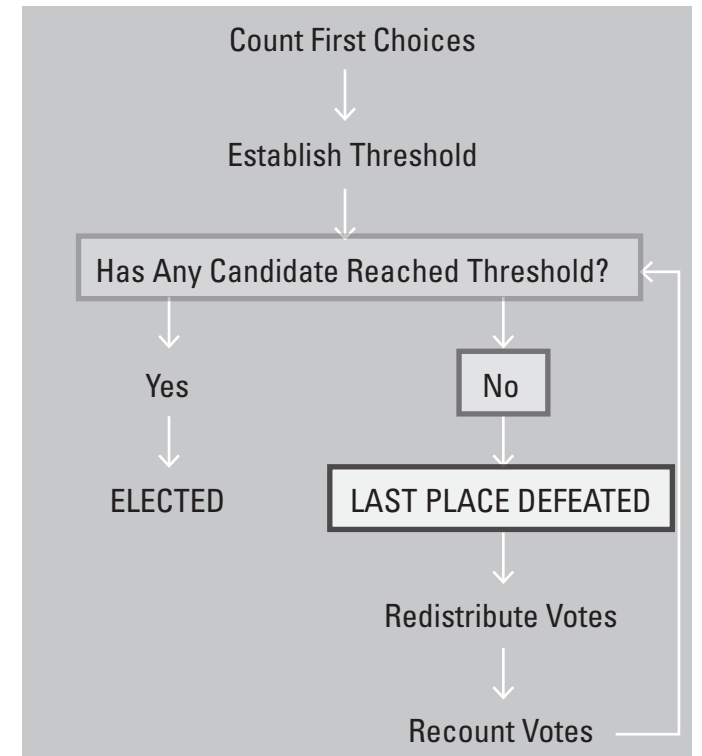 Count First Choices
Establish Threshold
Has Any Candidate Reached Threshold?
Yes
No
ELECTED
LAST PLACE DEFEATED
Redistribute Votes
Recount Votes